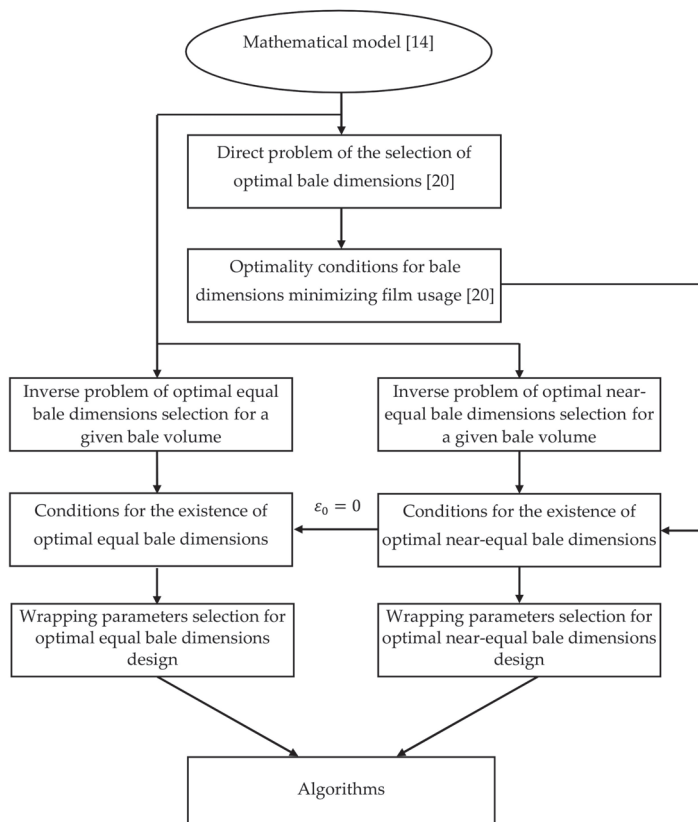 Mathematical model [14]
Direct problem of the selection of
optimal bale dimensions [20]
Optimality conditions for bale
dimensions minimizing film usage [20]
Inverse problem of optimal equal
bale dimensions selection for a
given bale volume
Inverse problem of optimal near-
equal bale dimensions selection for
a given bale volume
Conditions for the existence of
optimal equal bale dimensions
ε₀ = 0
Conditions for the existence of
optimal near-equal bale dimensions
Wrapping parameters selection for
optimal equal bale dimensions
design
Wrapping parameters selection for
optimal near-equal bale dimensions
design
Algorithms